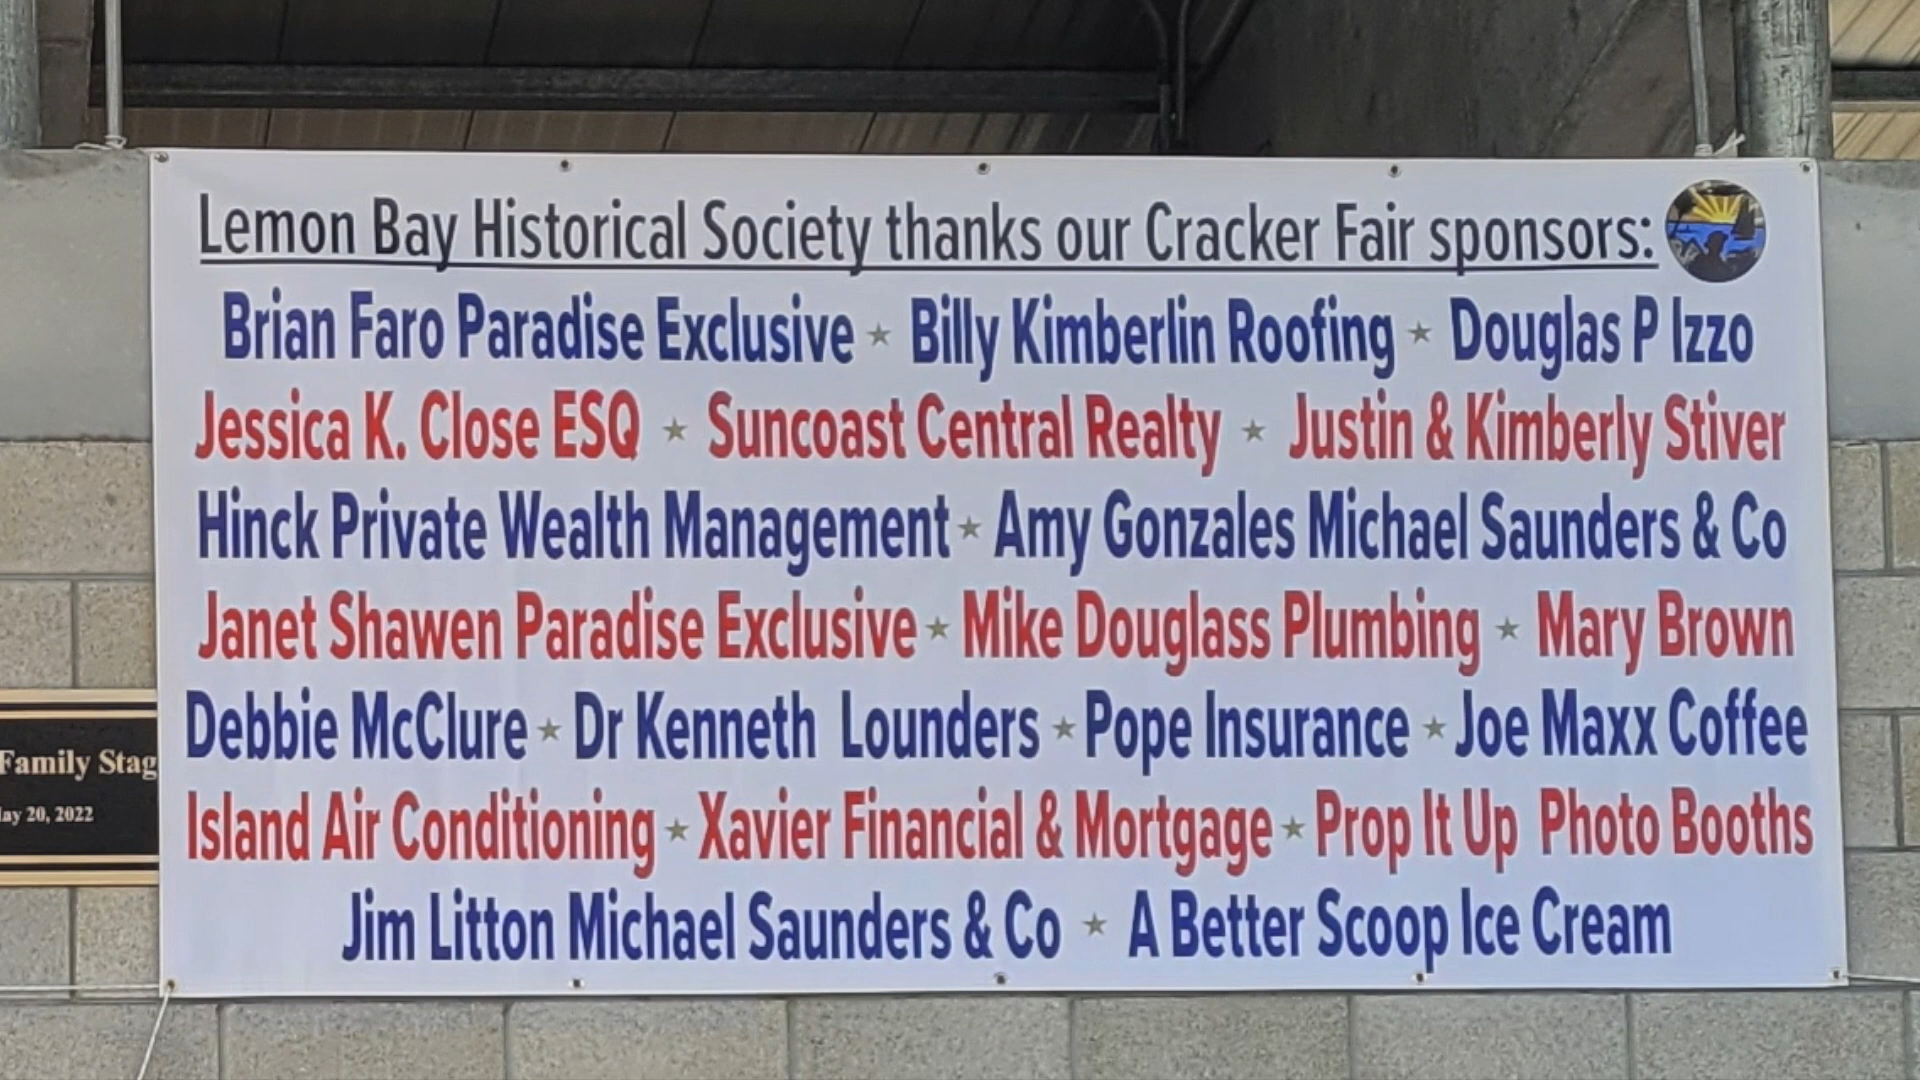 Lemon Bay Historical Society thanks our Cracker Fair sponsors:
Brian Faro Paradise Exclusive ★ Billy Kimberlin Roofing ★ Douglas P Izzo
Jessica K. Close ESQ ★ Suncoast Central Realty ★ Justin & Kimberly Stiver
Hinck Private Wealth Management ★ Amy Gonzales Michael Saunders & Co
Janet Shawen Paradise Exclusive ★ Mike Douglass Plumbing ★ Mary Brown
Debbie McClure ★ Dr Kenneth Lounders ★ Pope Insurance ★ Joe Maxx Coffee
Island Air Conditioning ★ Xavier Financial & Mortgage ★ Prop It Up Photo Booths
Jim Litton Michael Saunders & Co ★ A Better Scoop Ice Cream
Family Stag
ay 20, 2022